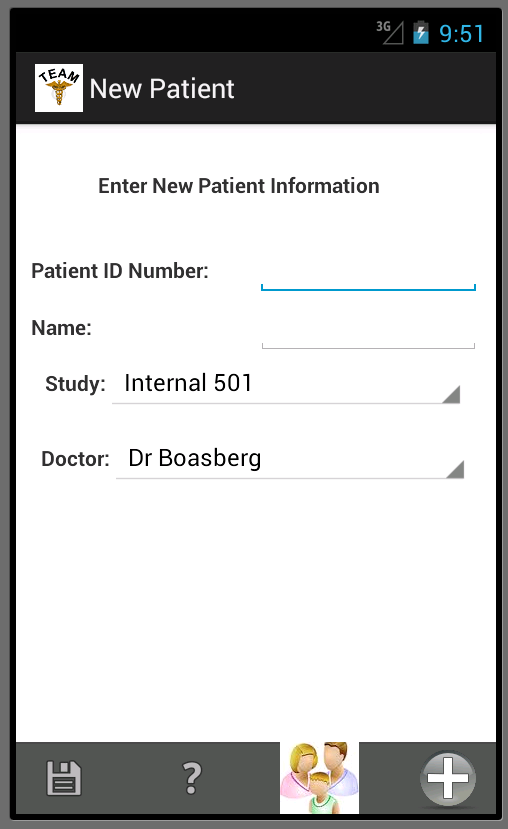 3G 9:51
TEAM New Patient
Enter New Patient Information
Patient ID Number:
Name:
Study: Internal 501
Doctor: Dr Boasberg
?